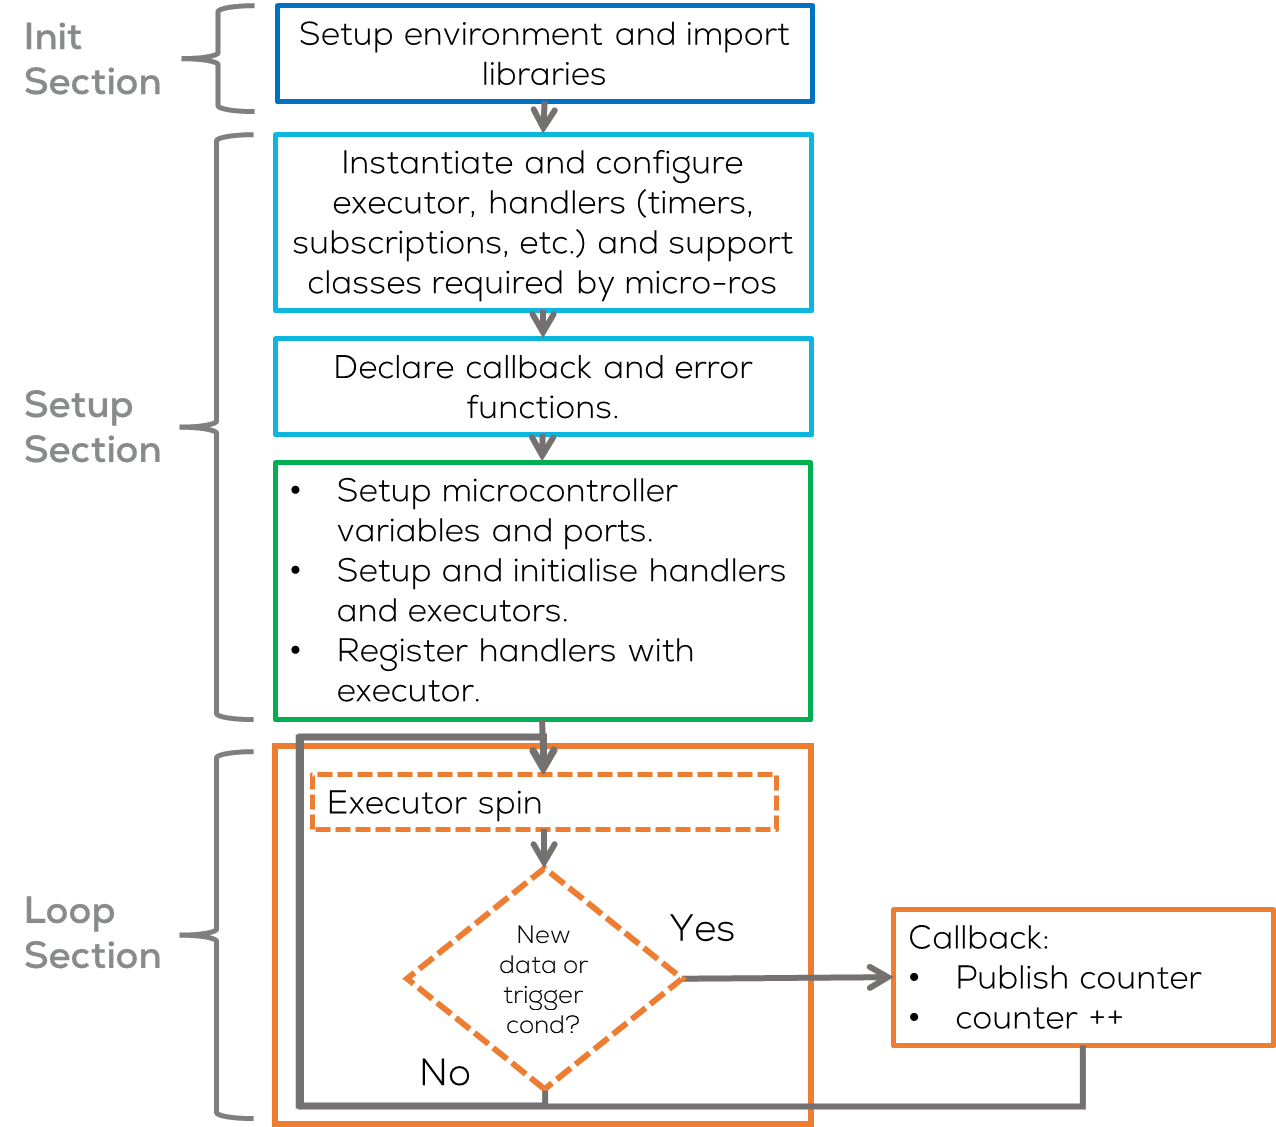 Init
Section
Setup environment and import
libraries
Setup
Section
Instantiate and configure
executor, handlers (timers,
subscriptions, etc.) and support
classes required by micro-ros
Declare callback and error
functions.
• Setup microcontroller
variables and ports.
• Setup and initialise handlers
and executors.
• Register handlers with
executor.
Loop
Section
Executor spin
New
data or
trigger
cond?
Yes
No
Callback:
• Publish counter
• counter ++